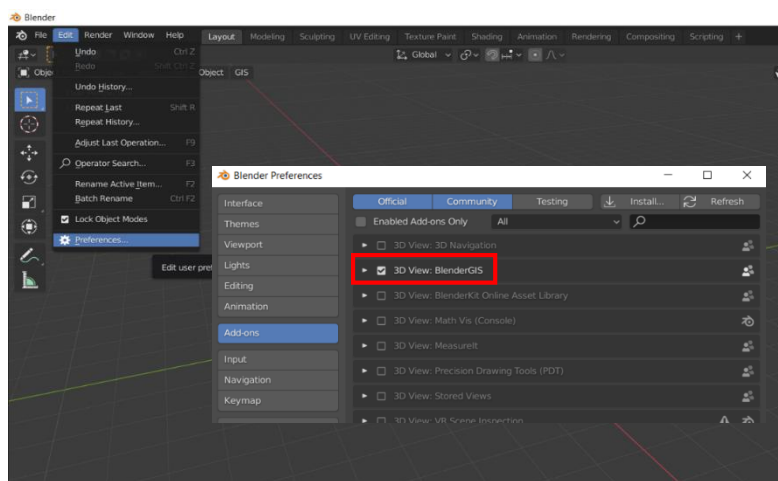 Blender
File Edit Render Window Help Layout Modeling Sculpting UV Editing Texture Paint Shading Animation Rendering Compositing Scripting +
Global
Object GIS
Undo Ctrl Z
Redo Shift Ctrl Z
Undo History...
Repeat Last Shift R
Repeat History...
Adjust Last Operation... F9
Operator Search... F3
Rename Active Item... F2
Batch Rename Ctrl F2
Lock Object Modes
Preferences...
Edit user pref
Blender Preferences
Interface
Themes
Viewport
Lights
Editing
Animation
Add-ons
Input
Navigation
Keymap
Official Community Testing Install... Refresh
Enabled Add-ons Only All
3D View: 3D Navigation
3D View: BlenderGIS
3D View: BlenderKit Online Asset Library
3D View: Math Vis (Console)
3D View: MeasureIt
3D View: Precision Drawing Tools (PDT)
3D View: Stored Views
3D View: VR Scene Inspection